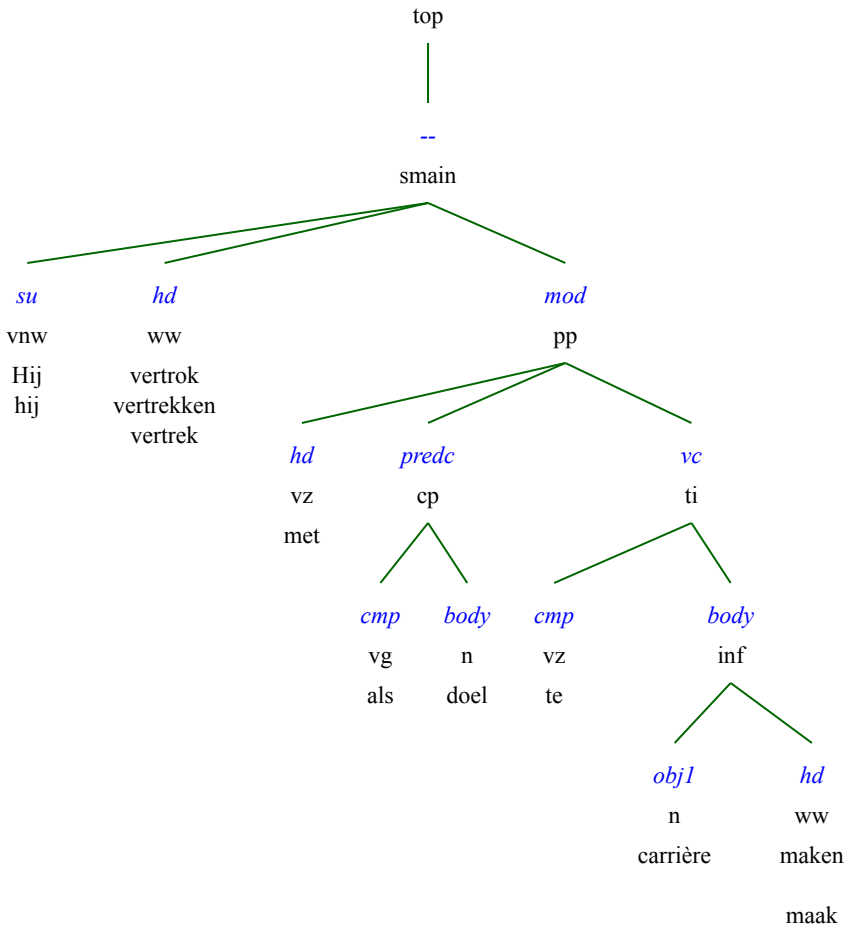 top
--
smain
su hd mod
vnw ww pp
Hij vertrok
hij vertrekken
vertrek
hd predc vc
vz cp ti
met
cmp body cmp body
vg n vz inf
als doel te
obj1 hd
n ww
carrière maken
maak